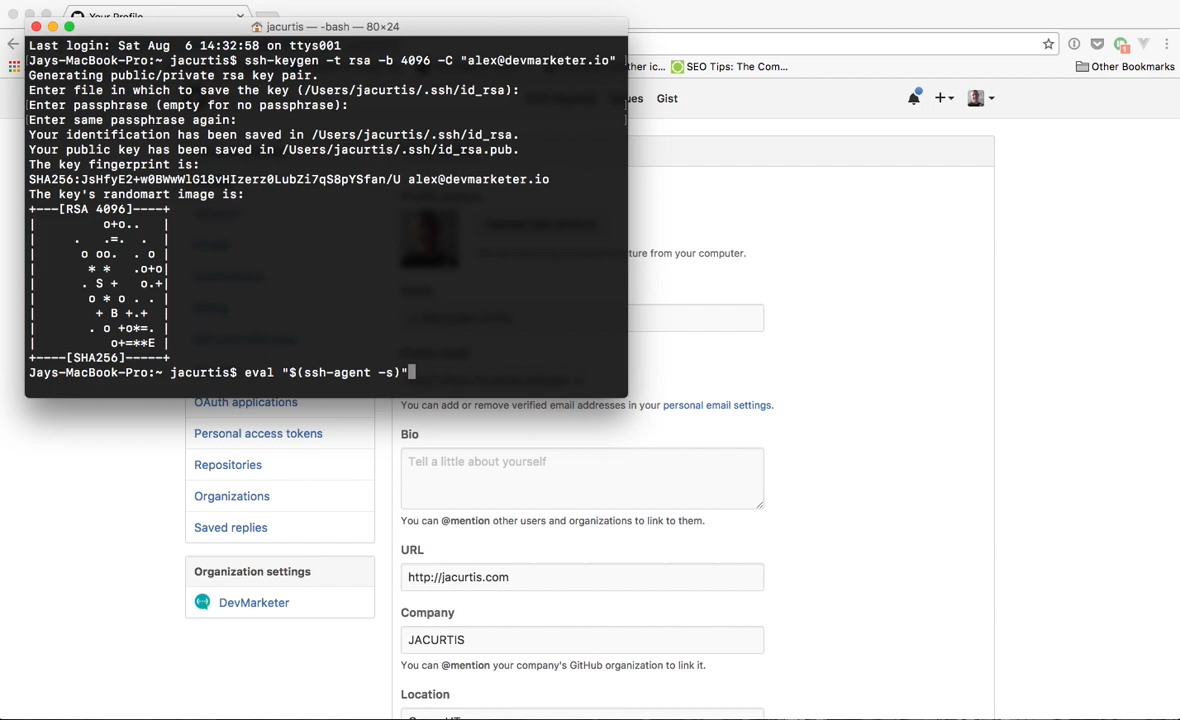 Your Profile
jacurtis — -bash — 80×24
Last login: Sat Aug  6 14:32:58 on ttys001
Jays-MacBook-Pro:~ jacurtis$ ssh-keygen -t rsa -b 4096 -C "alex@devmarketer.io"
Generating public/private rsa key pair.
Enter file in which to save the key (/Users/jacurtis/.ssh/id_rsa):
Enter passphrase (empty for no passphrase):
Enter same passphrase again:
Your identification has been saved in /Users/jacurtis/.ssh/id_rsa.
Your public key has been saved in /Users/jacurtis/.ssh/id_rsa.pub.
The key fingerprint is:
SHA256:JsHfyE2+w0BWwWlG18vHIzerz0LubZi7qS8pYSfan/U alex@devmarketer.io
The key's randomart image is:
+---[RSA 4096]----+
|          o+o..  |
|      .   .=.  . |
|       o oo.  . o |
|        * *   .o+o|
|       . S +   o.+|
|        o * o . . |
|         + B +.+  |
|        . o +o*=. |
|           o+=**E |
+----[SHA256]-----+
Jays-MacBook-Pro:~ jacurtis$ eval "$(ssh-agent -s)"
ther ic...
SEO Tips: The Com...
Other Bookmarks
ues
Gist
ture from your computer.
OAuth applications
Personal access tokens
Repositories
Organizations
Saved replies
Organization settings
DevMarketer
You can add or remove verified email addresses in your personal email settings.
Bio
Tell a little about yourself
You can @mention other users and organizations to link to them.
URL
http://jacurtis.com
Company
JACURTIS
You can @mention your company's GitHub organization to link it.
Location